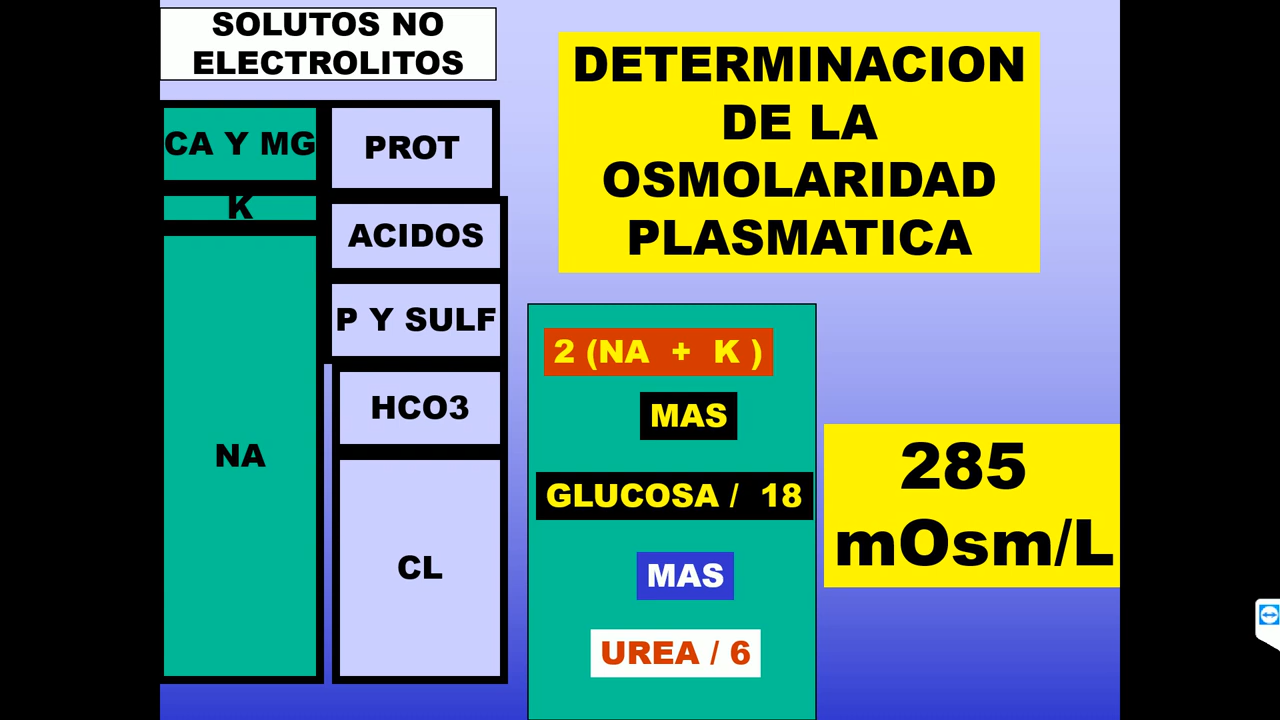 SOLUTOS NO
ELECTROLITOS
CA Y MG
K
NA
PROT
ACIDOS
P Y SULF
HCO3
CL
DETERMINACION
DE LA
OSMOLARIDAD
PLASMATICA
2 (NA + K )
MAS
GLUCOSA / 18
MAS
UREA / 6
285
mOsm/L